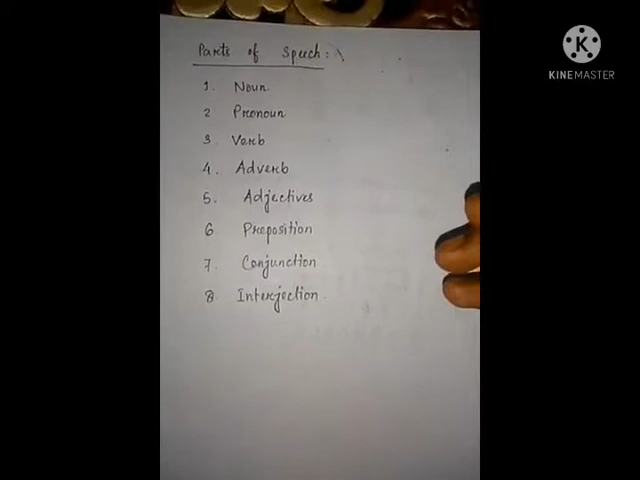 Parts of Speech:
1. Noun
2 Pronoun
3. Verb
4. Adverb
5. Adjectives
6 Preposition
7. Conjunction
8 Interjection.
K
KINEMASTER